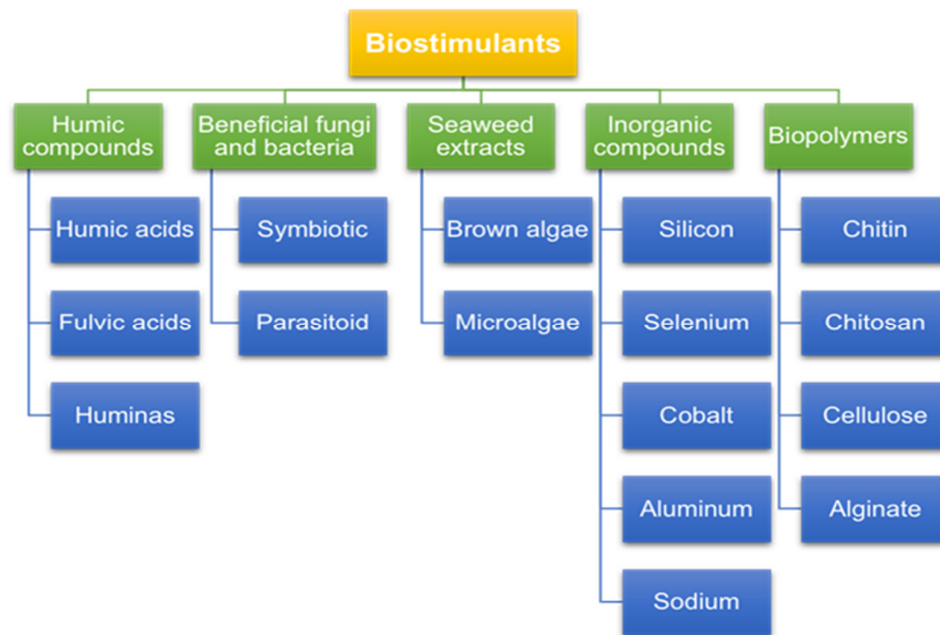 Biostimulants
Humic
compounds
Beneficial fungi
and bacteria
Seaweed
extracts
Inorganic
compounds
Biopolymers
Humic acids
Fulvic acids
Huminas
Symbiotic
Parasitoid
Brown algae
Microalgae
Silicon
Selenium
Cobalt
Aluminum
Sodium
Chitin
Chitosan
Cellulose
Alginate